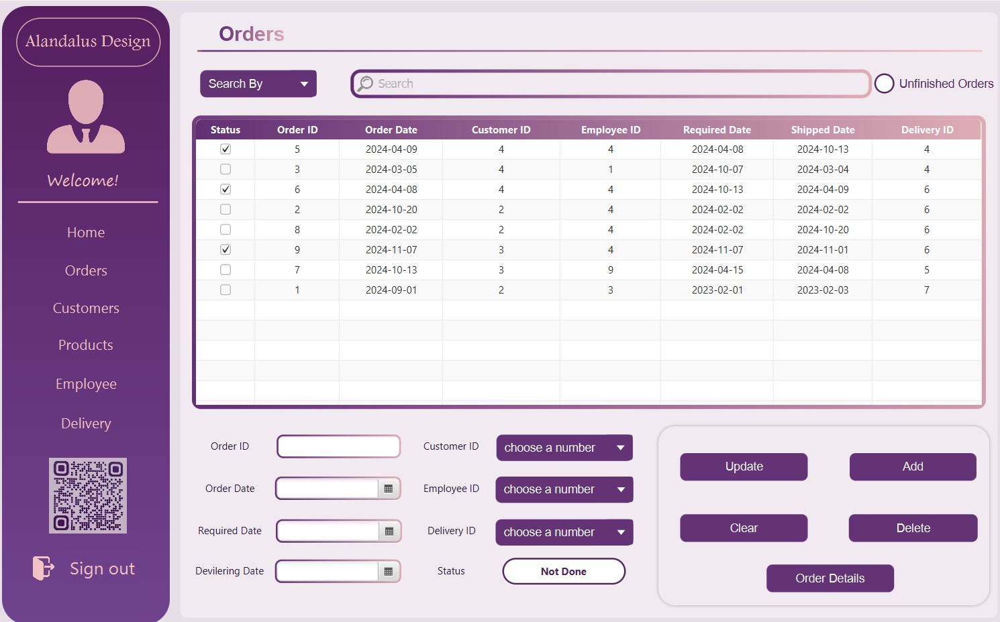 Alandalus Design
Welcome!
Home
Orders
Customers
Products
Employee
Delivery
Sign out
Orders
Search By
Search
Unfinished Orders
Status Order ID Order Date Customer ID Employee ID Required Date Shipped Date Delivery ID
5 2024-04-09 4 4 2024-04-08 2024-10-13 4
3 2024-03-05 4 1 2024-10-07 2024-03-04 4
6 2024-04-08 4 4 2024-10-13 2024-04-09 6
2 2024-10-20 2 4 2024-02-02 2024-02-02 6
8 2024-02-02 2 4 2024-02-02 2024-10-20 6
9 2024-11-07 3 4 2024-11-07 2024-11-01 6
7 2024-10-13 3 9 2024-04-15 2024-04-08 5
1 2024-09-01 2 3 2023-02-01 2023-02-03 7
Order ID
Customer ID choose a number
Order Date
Employee ID choose a number
Required Date
Delivery ID choose a number
Devilering Date
Status Not Done
Update Add
Clear Delete
Order Details